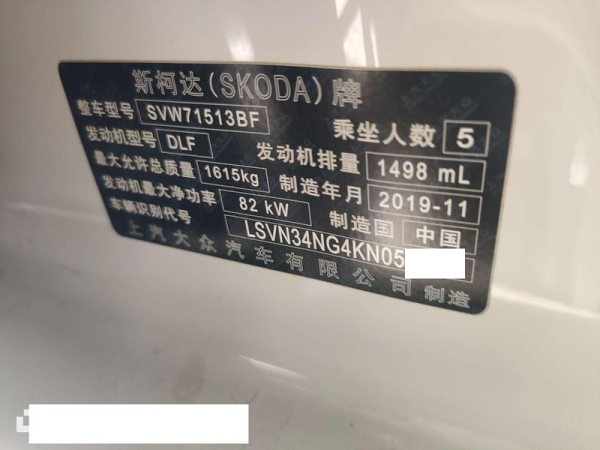 斯柯达(SKODA)牌
整车型号 SVW71513BF 乘坐人数 5
发动机型号 DLF 发动机排量 1498 mL
最大允许总质量 1615kg 制造年月 2019-11
发动机最大净功率 82 kW 制造国 中国
车辆识别代号 LSVN34NG4KN05
上汽大众汽车有限公司 制造